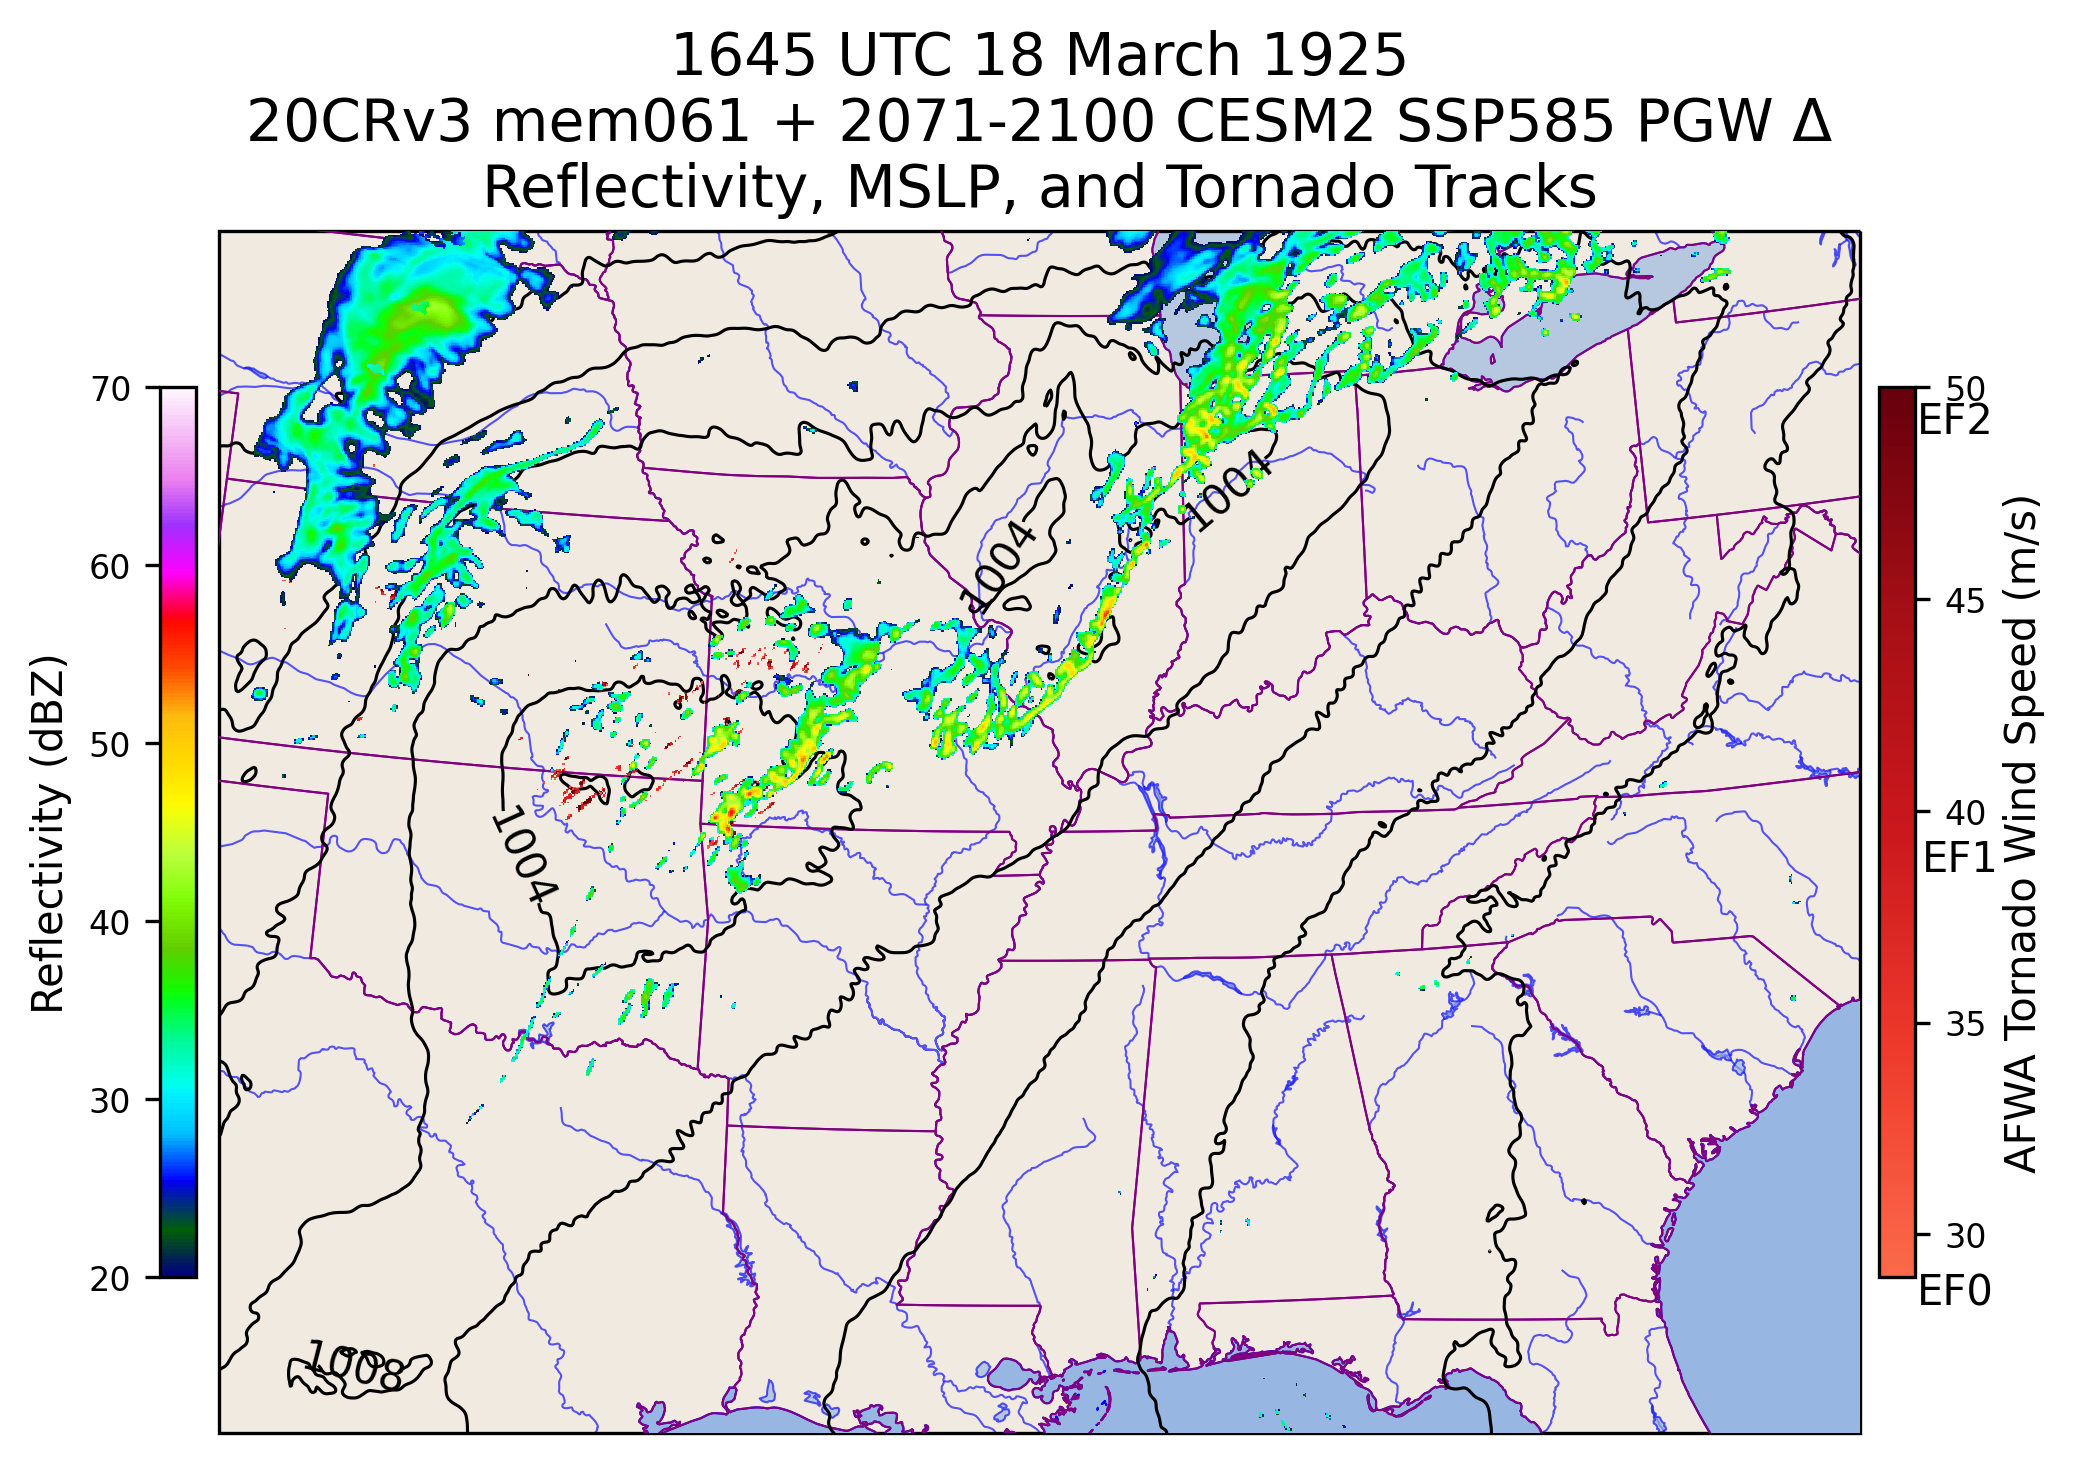 1645 UTC 18 March 1925
20CRv3 mem061 + 2071-2100 CESM2 SSP585 PGW Δ
Reflectivity, MSLP, and Tornado Tracks
Reflectivity (dBZ)
70
60
50
40
30
20
1004
1004
1004
1008
50
EF2
45
40
EF1
35
30
EF0
AFWA Tornado Wind Speed (m/s)